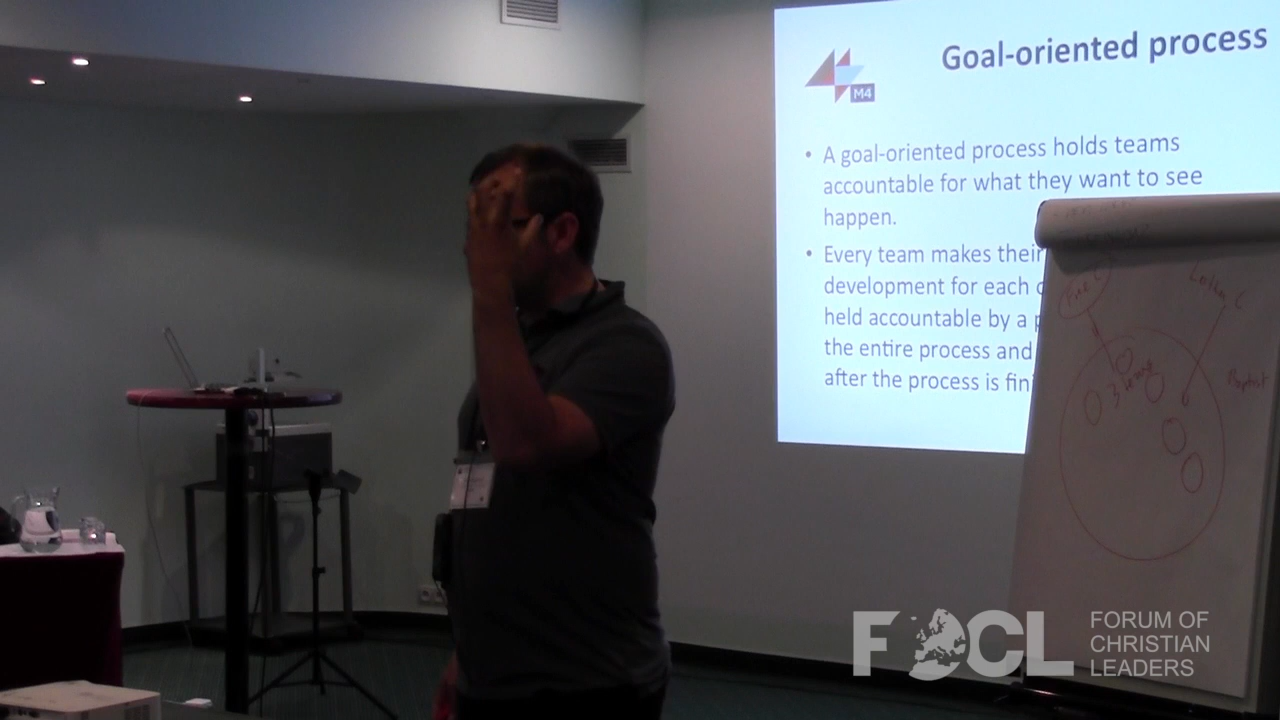 Goal-oriented process
M4
• A goal-oriented process holds teams
accountable for what they want to see
happen.
• Every team makes their
development for each
held accountable by a
the entire process and
after the process is
Baptist
FOCL
FORUM OF
CHRISTIAN
LEADERS